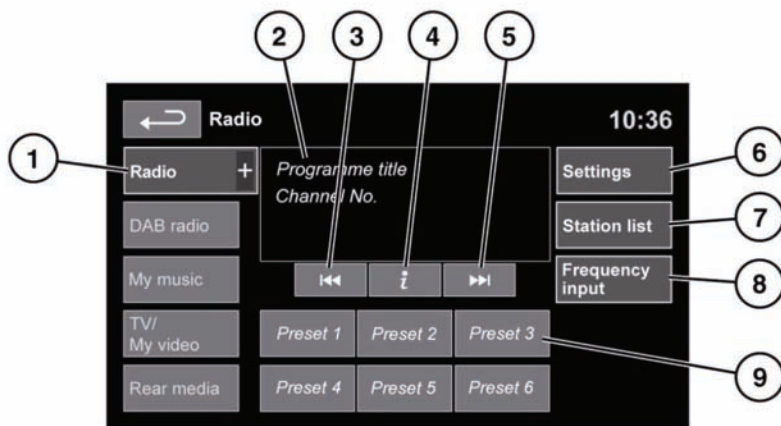 2 3 4 5
Radio 10:36
1
Radio +
Programme title
Channel No.
Settings
6
DAB radio
Station list
7
My music
i
Frequency
input
8
TV/
My video
Preset 1 Preset 2 Preset 3
9
Rear media
Preset 4 Preset 5 Preset 6